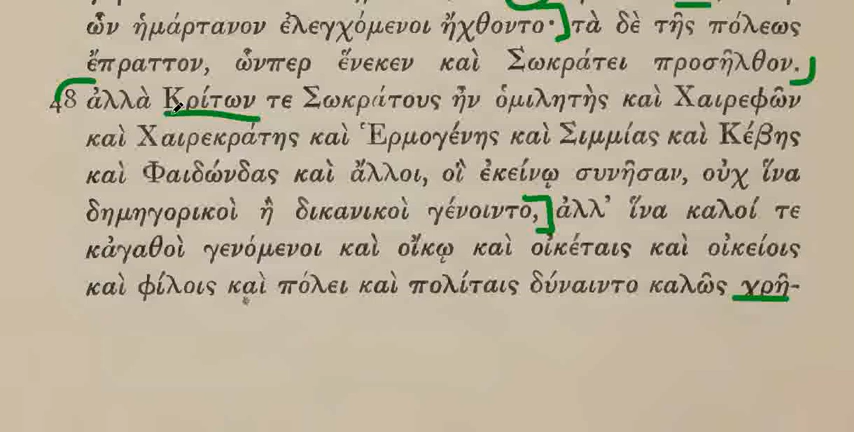 ὧν ἡμάρτανον ἐλεγχόμενοι ἤχθοντο· τὰ δὲ τῆς πόλεως
ἔπραττον, ὧνπερ ἕνεκεν καὶ Σωκράτει προσῆλθον.
48 ἀλλὰ Κρίτων τε Σωκράτους ἦν ὁμιλητὴς καὶ Χαιρεφῶν
καὶ Χαιρεκράτης καὶ Ἑρμογένης καὶ Σιμμίας καὶ Κέβης
καὶ Φαιδώνδας καὶ ἄλλοι, οἳ ἐκείνῳ συνῆσαν, οὐχ ἵνα
δημηγορικοὶ ἢ δικανικοὶ γένοιντο, ἀλλ’ ἵνα καλοί τε
κἀγαθοὶ γενόμενοι καὶ οἴκῳ καὶ οἰκέταις καὶ οἰκείοις
καὶ φίλοις καὶ πόλει καὶ πολίταις δύναιντο καλῶς χρῆ-